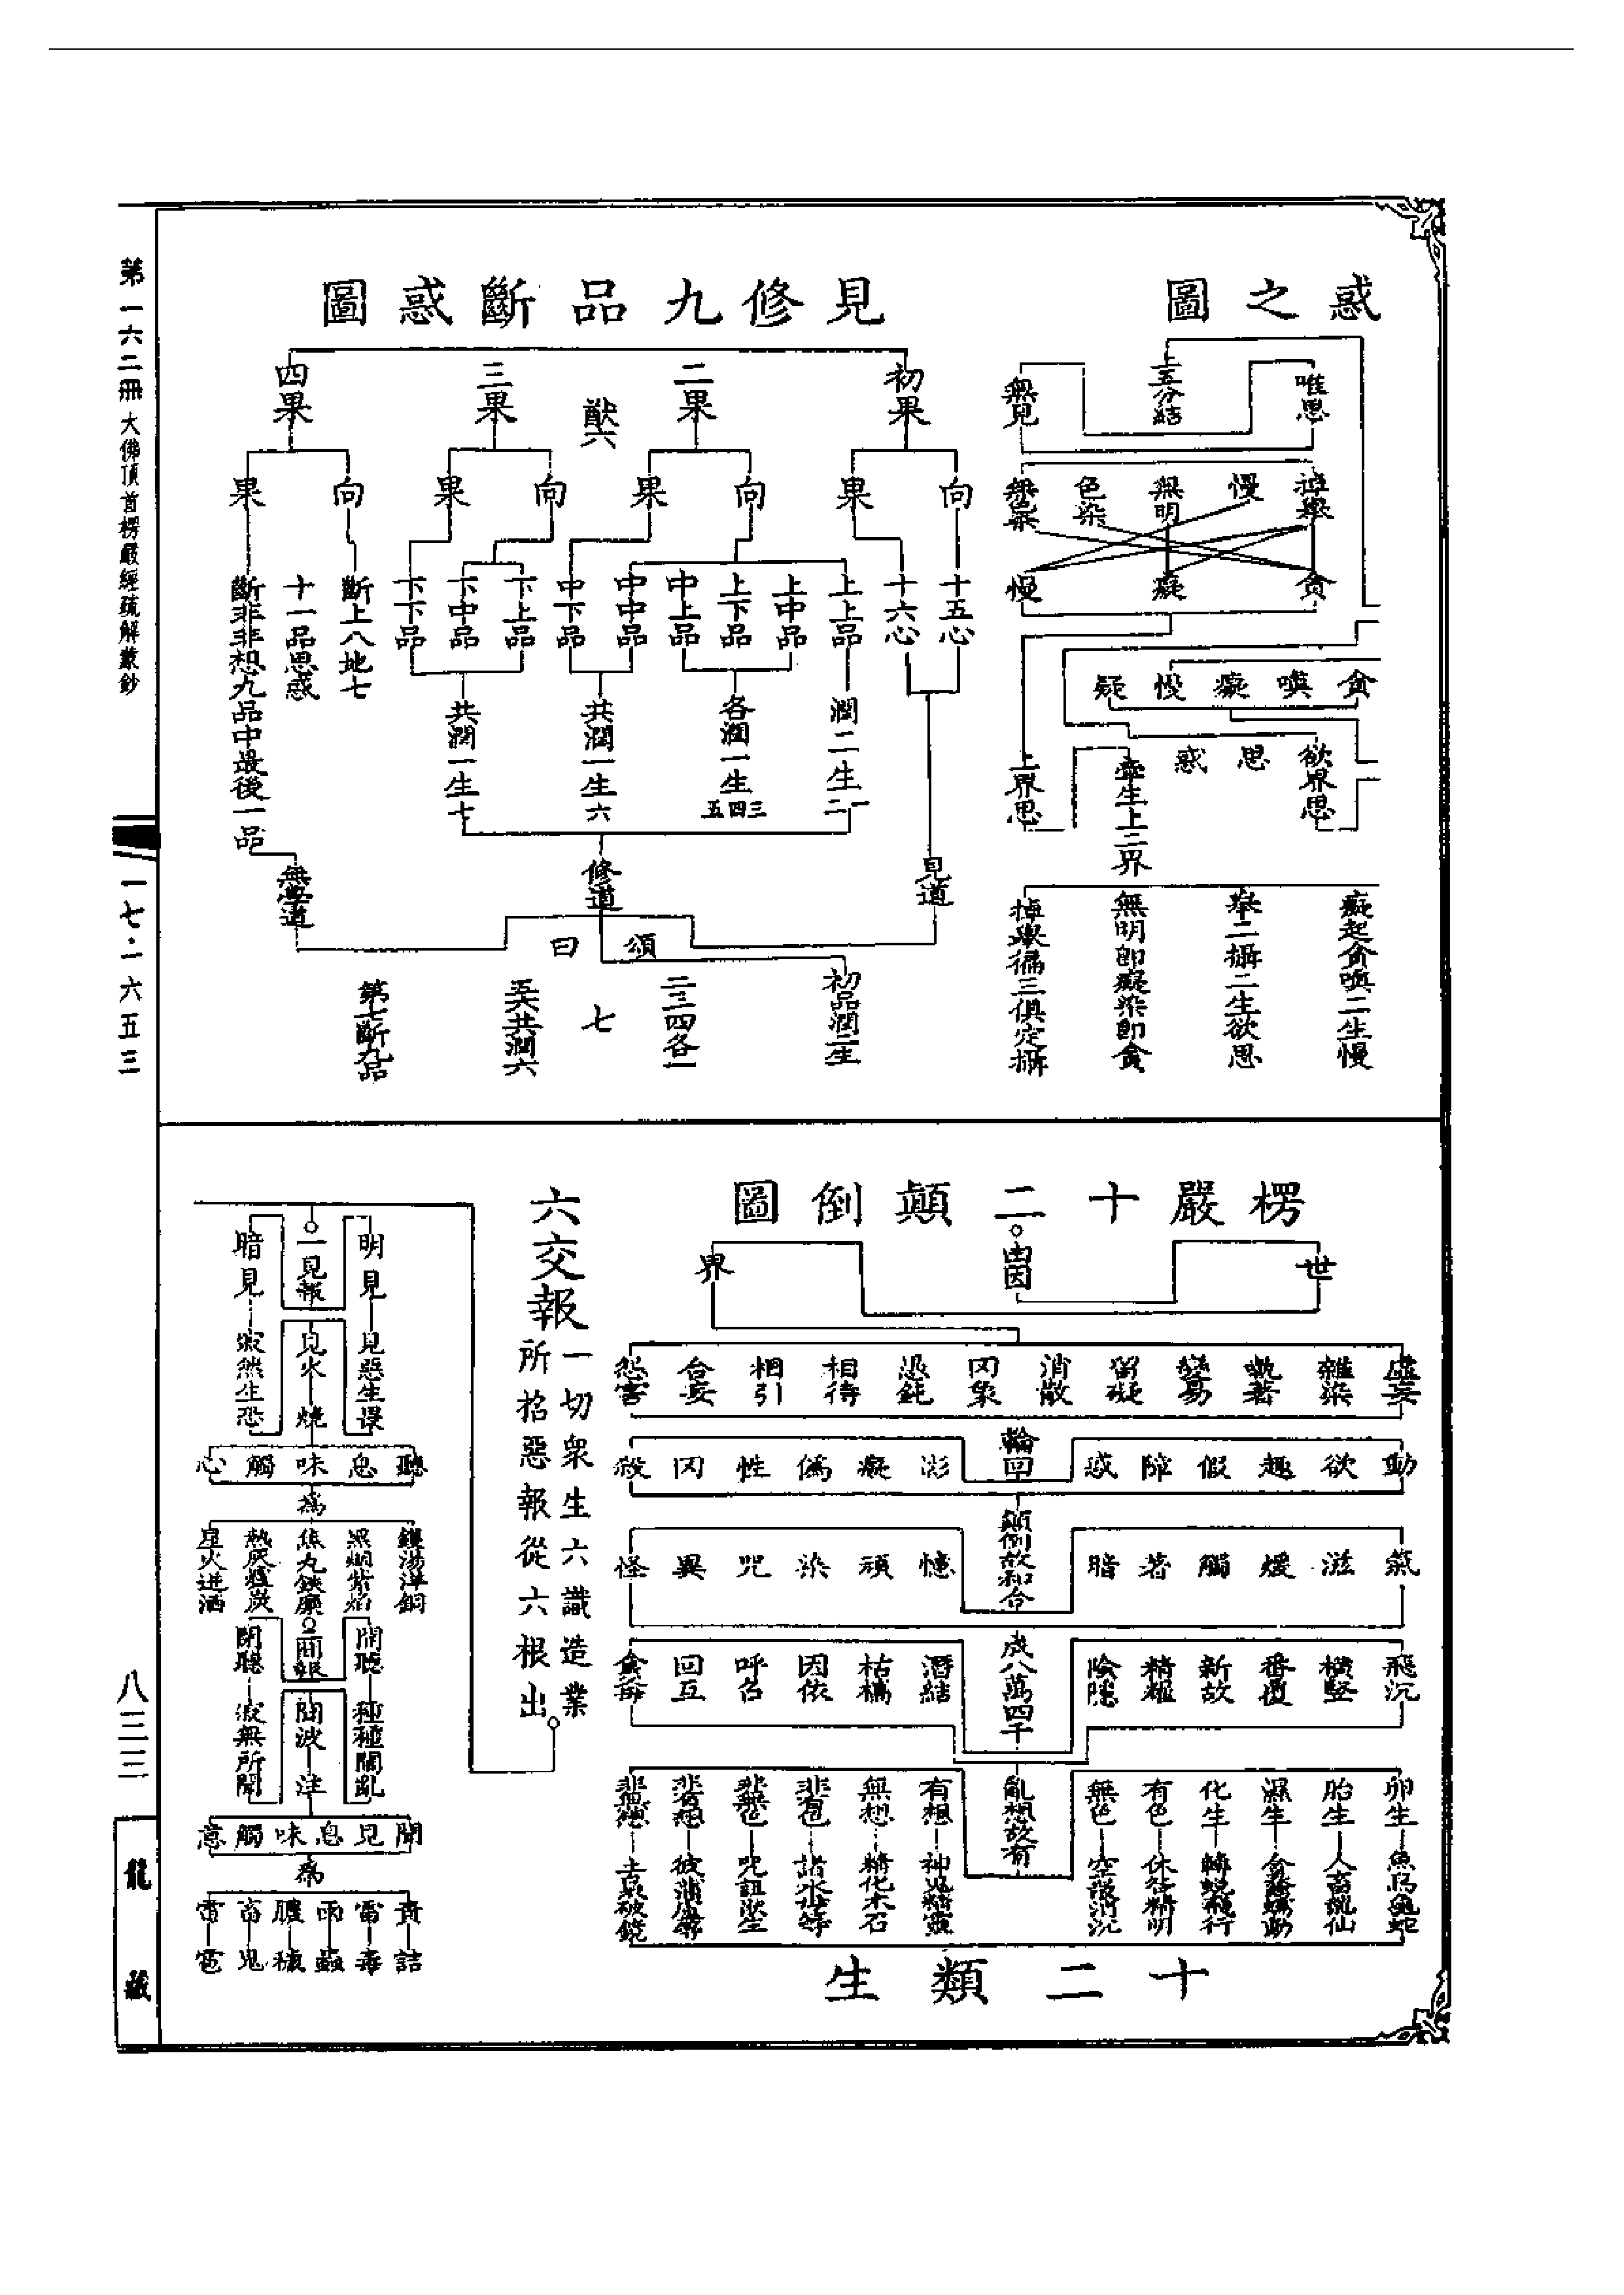 惑之圖
上五分結
唯思
無見
掉舉
慢
無明
色染
無色染
貪
癡
慢
貪嗔癡慢疑
欲界思
思惑
牽生上三界
上界思
癡起貪嗔二生慢
舉二攝二生欲思
無明即癡染即貪
掉舉徧三俱定攝
見修九品斷惑圖
初果
二果
三果
四果
猷六
向 果
向 果
向 果
向 果
十五心
十六心
上上品
上中品
上下品
中上品
中中品
中下品
下上品
下中品
下下品
斷上八地七
十一品思惑
斷非非想九品中最後一品
潤二生 一二
各潤一生 三四五
共潤一生 六
共潤一生 七
見道
修道
無學道
頌曰
初品潤二生
二三四各一
七
五六共潤六
第七斷九品
楞嚴十二顛倒圖
世
由因
界
虛妄
雜染
執著
變易
留礙
消散
罔象
愚鈍
相待
相引
合妄
怨害
輪回
動 欲 趣 假 障 惑
癡 偽 性 罔 殺
顛倒故和合
氣 滋 煖 觸 著 暗
憶 頑 染 咒 異 怪
成八萬四千
飛沉
橫豎
番覆
新故
精耀
陰隱
潛結
枯槁
因依
呼召
回互
食母
亂想故有
卵生 魚鳥龜蛇
胎生 人畜龍仙
濕生 含蠢蝡動
化生 轉蛻飛行
有色 休咎精明
無色 空散消沉
有想 神鬼精靈
無想 精化木石
非有色 諸水母等
非無色 咒詛厭生
非有想 彼蒲盧等
非無想 土梟破鏡
十二類生
六交報
一切眾生六識造業
所招惡報從六根出
一見報
明見 見惡生悞
見火燒
暗見 寂然生恐
聽 息 味 觸 心
為
鑊湯洋銅
黑烟紫焰
焦丸鐵糜
熱灰爐炭
星火迸洒
二聞報
開聽 種種鬧亂
聞波注
閉聽 寂無所聞
聞 見 息 味 觸 意
為
責詰
雷毒
雨蟲
膿穢
畜鬼
雷雹
第一六二冊
大佛頂首楞嚴經疏解蒙鈔
一七·一六五三
八三三
龍藏